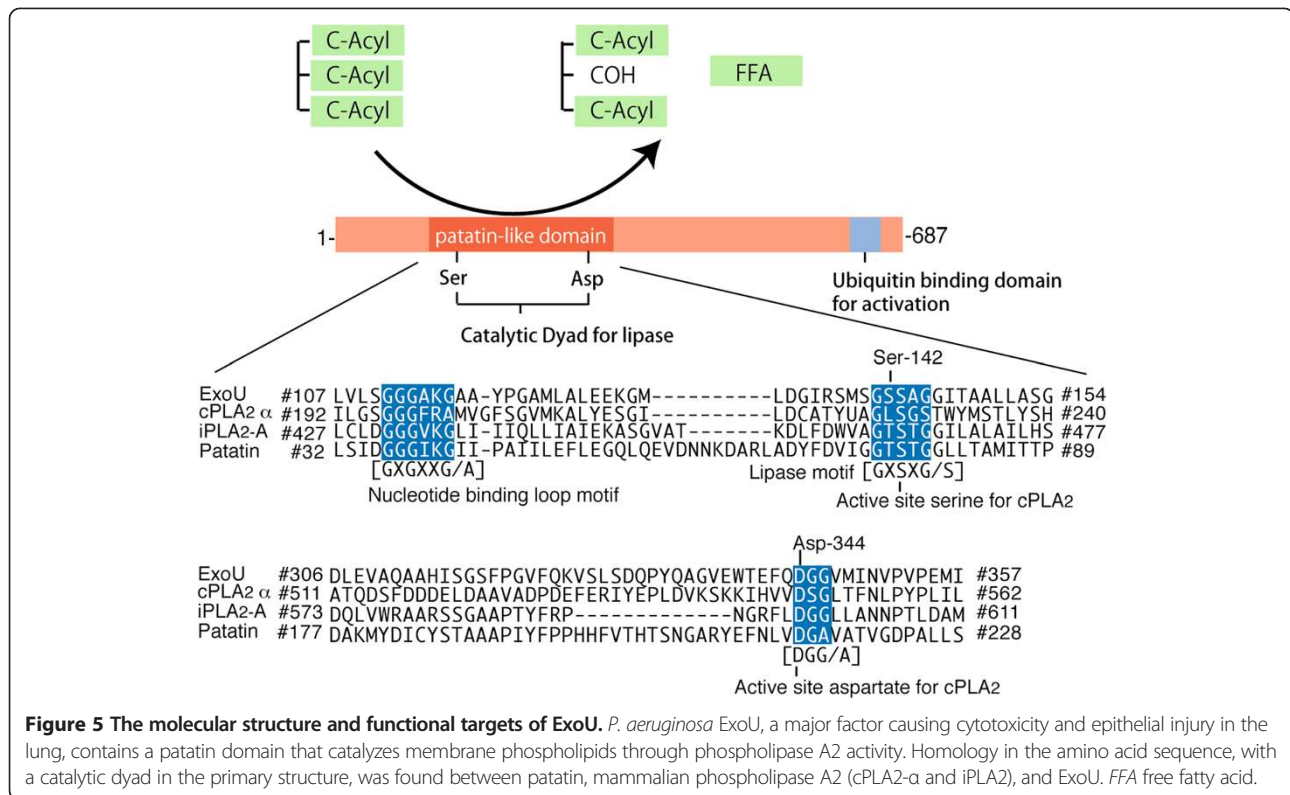 C-Acyl
C-Acyl
C-Acyl
C-Acyl
COH
C-Acyl
FFA
1-
patatin-like domain
-687
Ser
Asp
Ubiquitin binding domain
for activation
Catalytic Dyad for lipase
Ser-142
ExoU #107 LVLSGGGAKGAA-YPGAMLALEEKGM----------LDGIRSMSGSSAGGITAALLASG #154
cPLA2 α #192 ILGSGGGFRAMVGFSGVMKALYESGI----------LDCATYUAGLSGSTWYMSTLYSH #240
iPLA2-A #427 LCLDGGGVKGLI-IIQLLIAIEKASGVAT-------KDLFDWVAGTSTGGILALAILHS #477
Patatin #32 LSIDGGGIKGII-PAIILEFLEGQLQEVDNNKDARLADYFDVIGGTSTGGLLTAMITTP #89
[GXGXXG/A]
Nucleotide binding loop motif
Lipase motif [GXSXG/S]
Active site serine for cPLA2
Asp-344
ExoU #306 DLEVAQAAHISGSFPGVFQKVSLSDQPYQAGVEWTEFQDGGVMINVPVPEMI #357
cPLA2 α #511 ATQDSFDDDELDAAVADPDEFERIYEPLDVKSKKIHVVDSGLTFNLPYPLIL #562
iPLA2-A #573 DQLVWRAARSSGAAPTYFRP-------------NGRFLDGGLLANNPTLDAM #611
Patatin #177 DAKMYDICYSTAAAPIYFPPHHFVTHTSNGARYEFNLVDGAVATVGDPALLS #228
[DGG/A]
Active site aspartate for cPLA2
Figure 5 The molecular structure and functional targets of ExoU. P. aeruginosa ExoU, a major factor causing cytotoxicity and epithelial injury in the
lung, contains a patatin domain that catalyzes membrane phospholipids through phospholipase A2 activity. Homology in the amino acid sequence, with
a catalytic dyad in the primary structure, was found between patatin, mammalian phospholipase A2 (cPLA2-α and iPLA2), and ExoU. FFA free fatty acid.